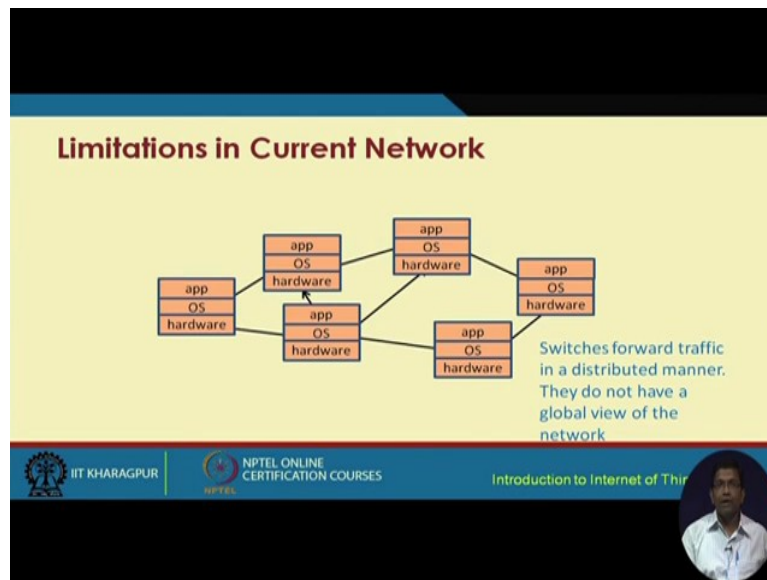 Limitations in Current Network
app
OS
hardware
app
OS
hardware
app
OS
hardware
app
OS
hardware
app
OS
hardware
app
OS
hardware
Switches forward traffic
in a distributed manner.
They do not have a
global view of the
network
IIT KHARAGPUR
NPTEL
NPTEL ONLINE
CERTIFICATION COURSES
Introduction to Internet of Thin